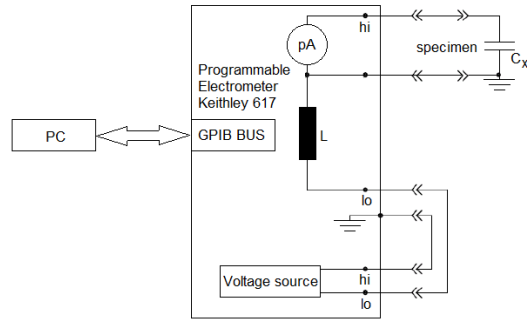 hi
pA
specimen
Cx
Programmable
Electrometer
Keithley 617
PC
GPIB BUS
L
lo
Voltage source
hi
lo